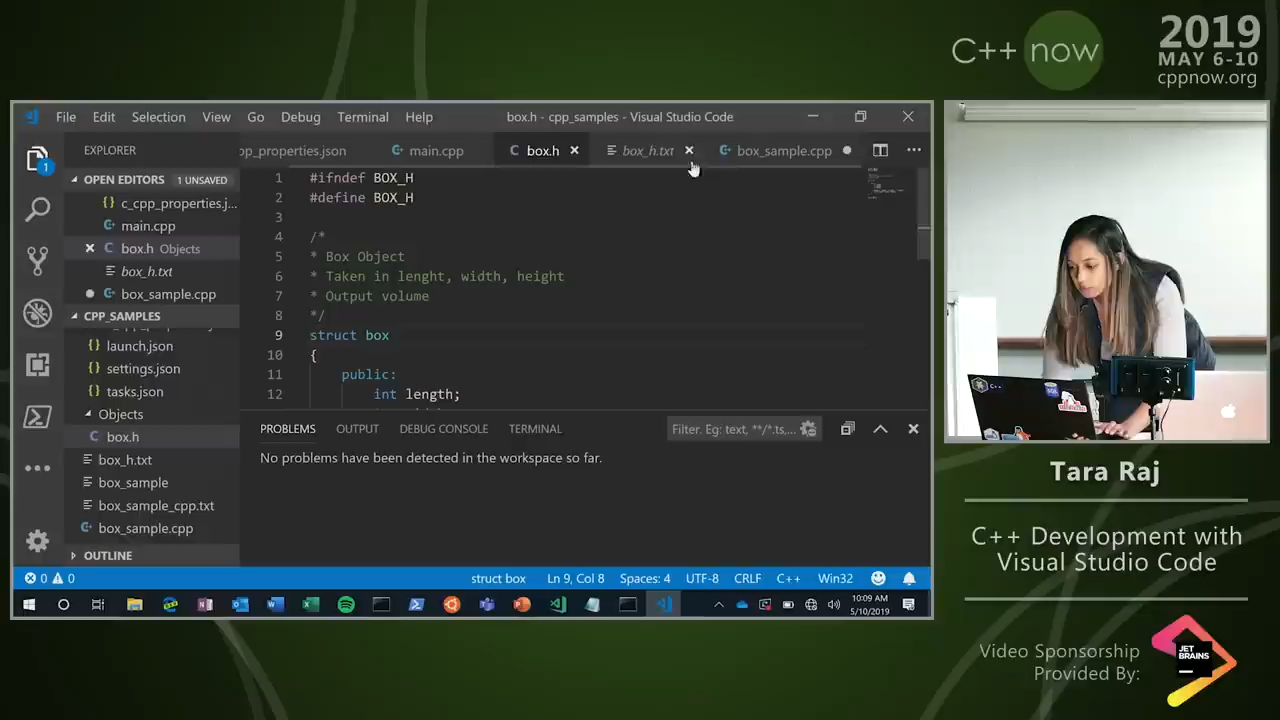 C++ now
2019
MAY 6-10
cppnow.org
File Edit Selection View Go Debug Terminal Help
box.h - cpp_samples - Visual Studio Code
EXPLORER
op_properties.json main.cpp box.h box_h.txt box_sample.cpp
OPEN EDITORS 1 UNSAVED
c_cpp_properties.j...
main.cpp
box.h Objects
box_h.txt
box_sample.cpp
CPP_SAMPLES
launch.json
settings.json
tasks.json
Objects
box.h
box_h.txt
box_sample
box_sample_cpp.txt
box_sample.cpp
OUTLINE
1 #ifndef BOX_H
2 #define BOX_H
3
4 /*
5 * Box Object
6 * Taken in lenght, width, height
7 * Output volume
8 */
9 struct box
10 {
11 public:
12 int length;
PROBLEMS OUTPUT DEBUG CONSOLE TERMINAL
Filter. Eg: text, **/*.ts,...
No problems have been detected in the workspace so far.
0 0
struct box Ln 9, Col 8 Spaces: 4 UTF-8 CRLF C++ Win32
10:09 AM
5/10/2019
Tara Raj
C++ Development with
Visual Studio Code
Video Sponsorship
Provided By:
JET
BRAINS